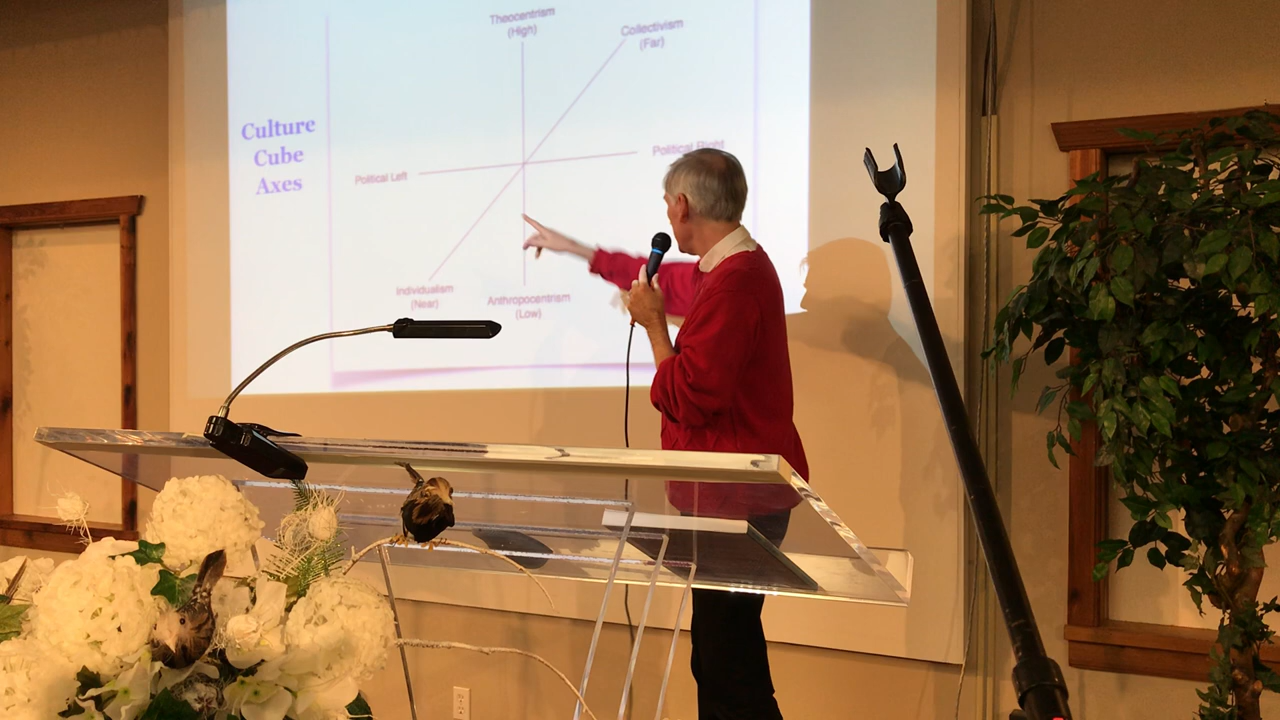 Theocentrism
(High)
Collectivism
(Far)
Culture
Cube
Axes
Political Right
Political Left
Individualism
(Near)
Anthropocentrism
(Low)